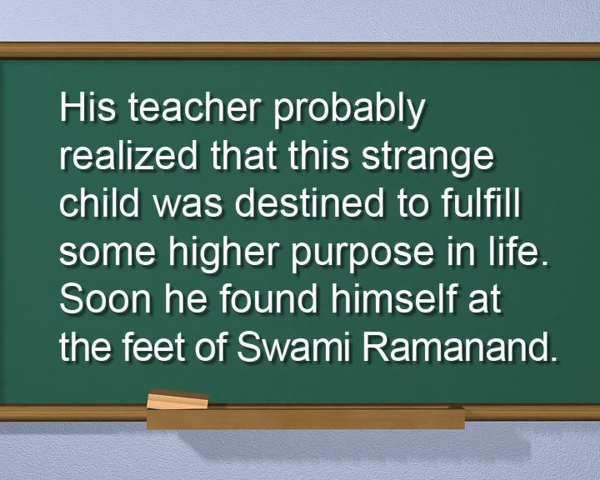 His teacher probably
realized that this strange
child was destined to fulfill
some higher purpose in life.
Soon he found himself at
the feet of Swami Ramanand.